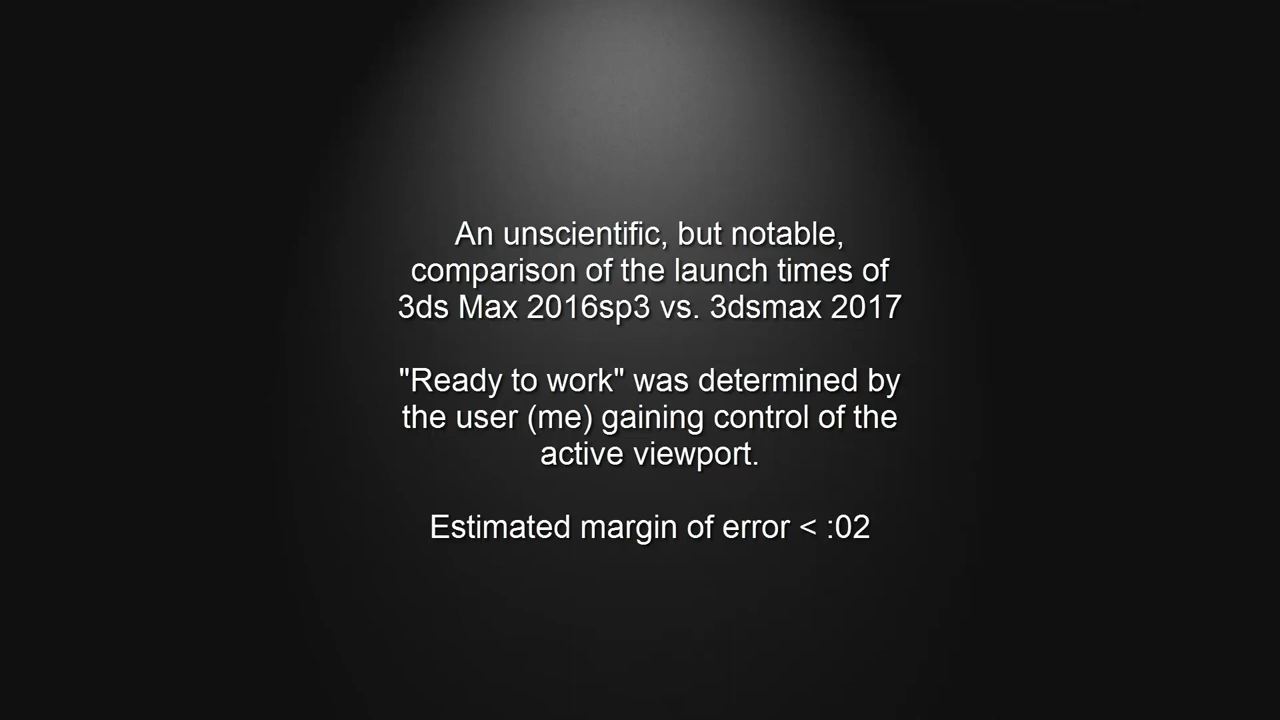 An unscientific, but notable,
comparison of the launch times of
3ds Max 2016sp3 vs. 3dsmax 2017
"Ready to work" was determined by
the user (me) gaining control of the
active viewport.
Estimated margin of error < :02